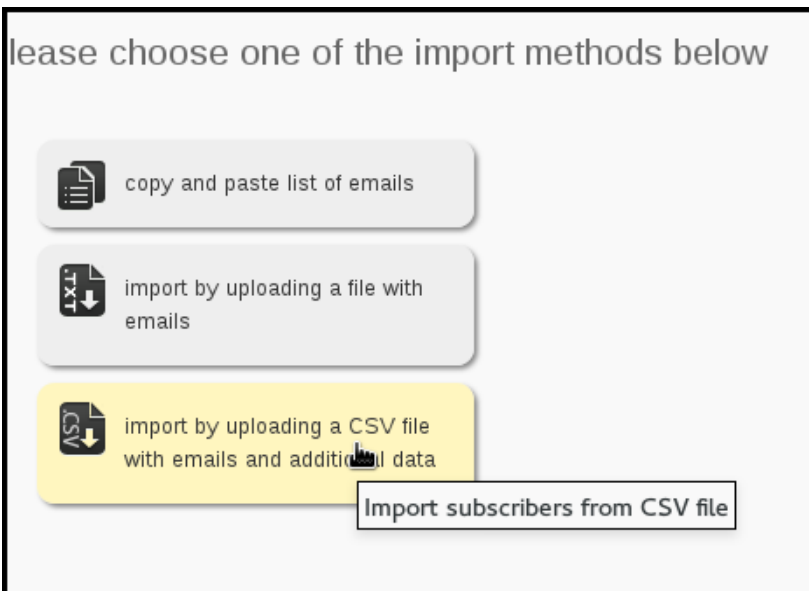 lease choose one of the import methods below
copy and paste list of emails
.TXT
import by uploading a file with
emails
.CSV
import by uploading a CSV file
with emails and additional data
Import subscribers from CSV file